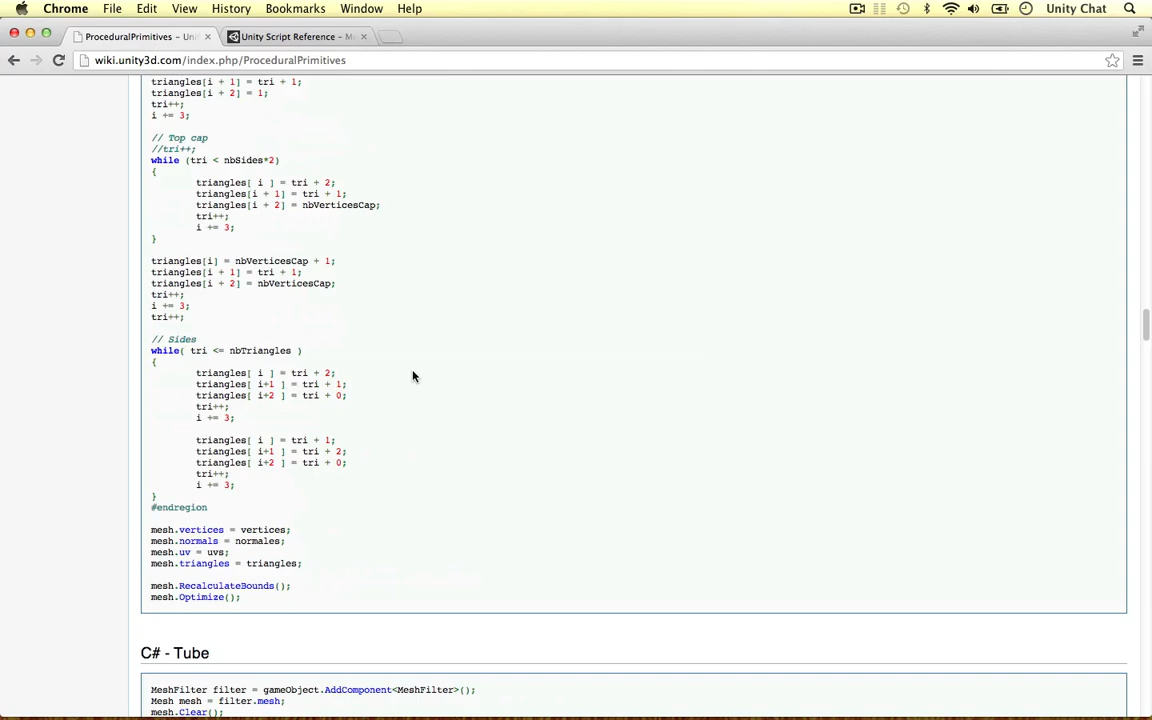 Chrome File Edit View History Bookmarks Window Help Unity Chat
ProceduralPrimitives – Unif × Unity Script Reference – M ×
wiki.unity3d.com/index.php/ProceduralPrimitives
triangles[i + 1] = tri + 1;
triangles[i + 2] = 1;
tri++;
i += 3;
// Top cap
//tri++;
while (tri < nbSides*2)
{
triangles[ i ] = tri + 2;
triangles[i + 1] = tri + 1;
triangles[i + 2] = nbVerticesCap;
tri++;
i += 3;
}
triangles[i] = nbVerticesCap + 1;
triangles[i + 1] = tri + 1;
triangles[i + 2] = nbVerticesCap;
tri++;
i += 3;
tri++;
// Sides
while( tri <= nbTriangles )
{
triangles[ i ] = tri + 2;
triangles[ i+1 ] = tri + 1;
triangles[ i+2 ] = tri + 0;
tri++;
i += 3;
triangles[ i ] = tri + 1;
triangles[ i+1 ] = tri + 2;
triangles[ i+2 ] = tri + 0;
tri++;
i += 3;
}
#endregion
mesh.vertices = vertices;
mesh.normals = normales;
mesh.uv = uvs;
mesh.triangles = triangles;
mesh.RecalculateBounds();
mesh.Optimize();
C# - Tube
MeshFilter filter = gameObject.AddComponent<MeshFilter>();
Mesh mesh = filter.mesh;
mesh.Clear();